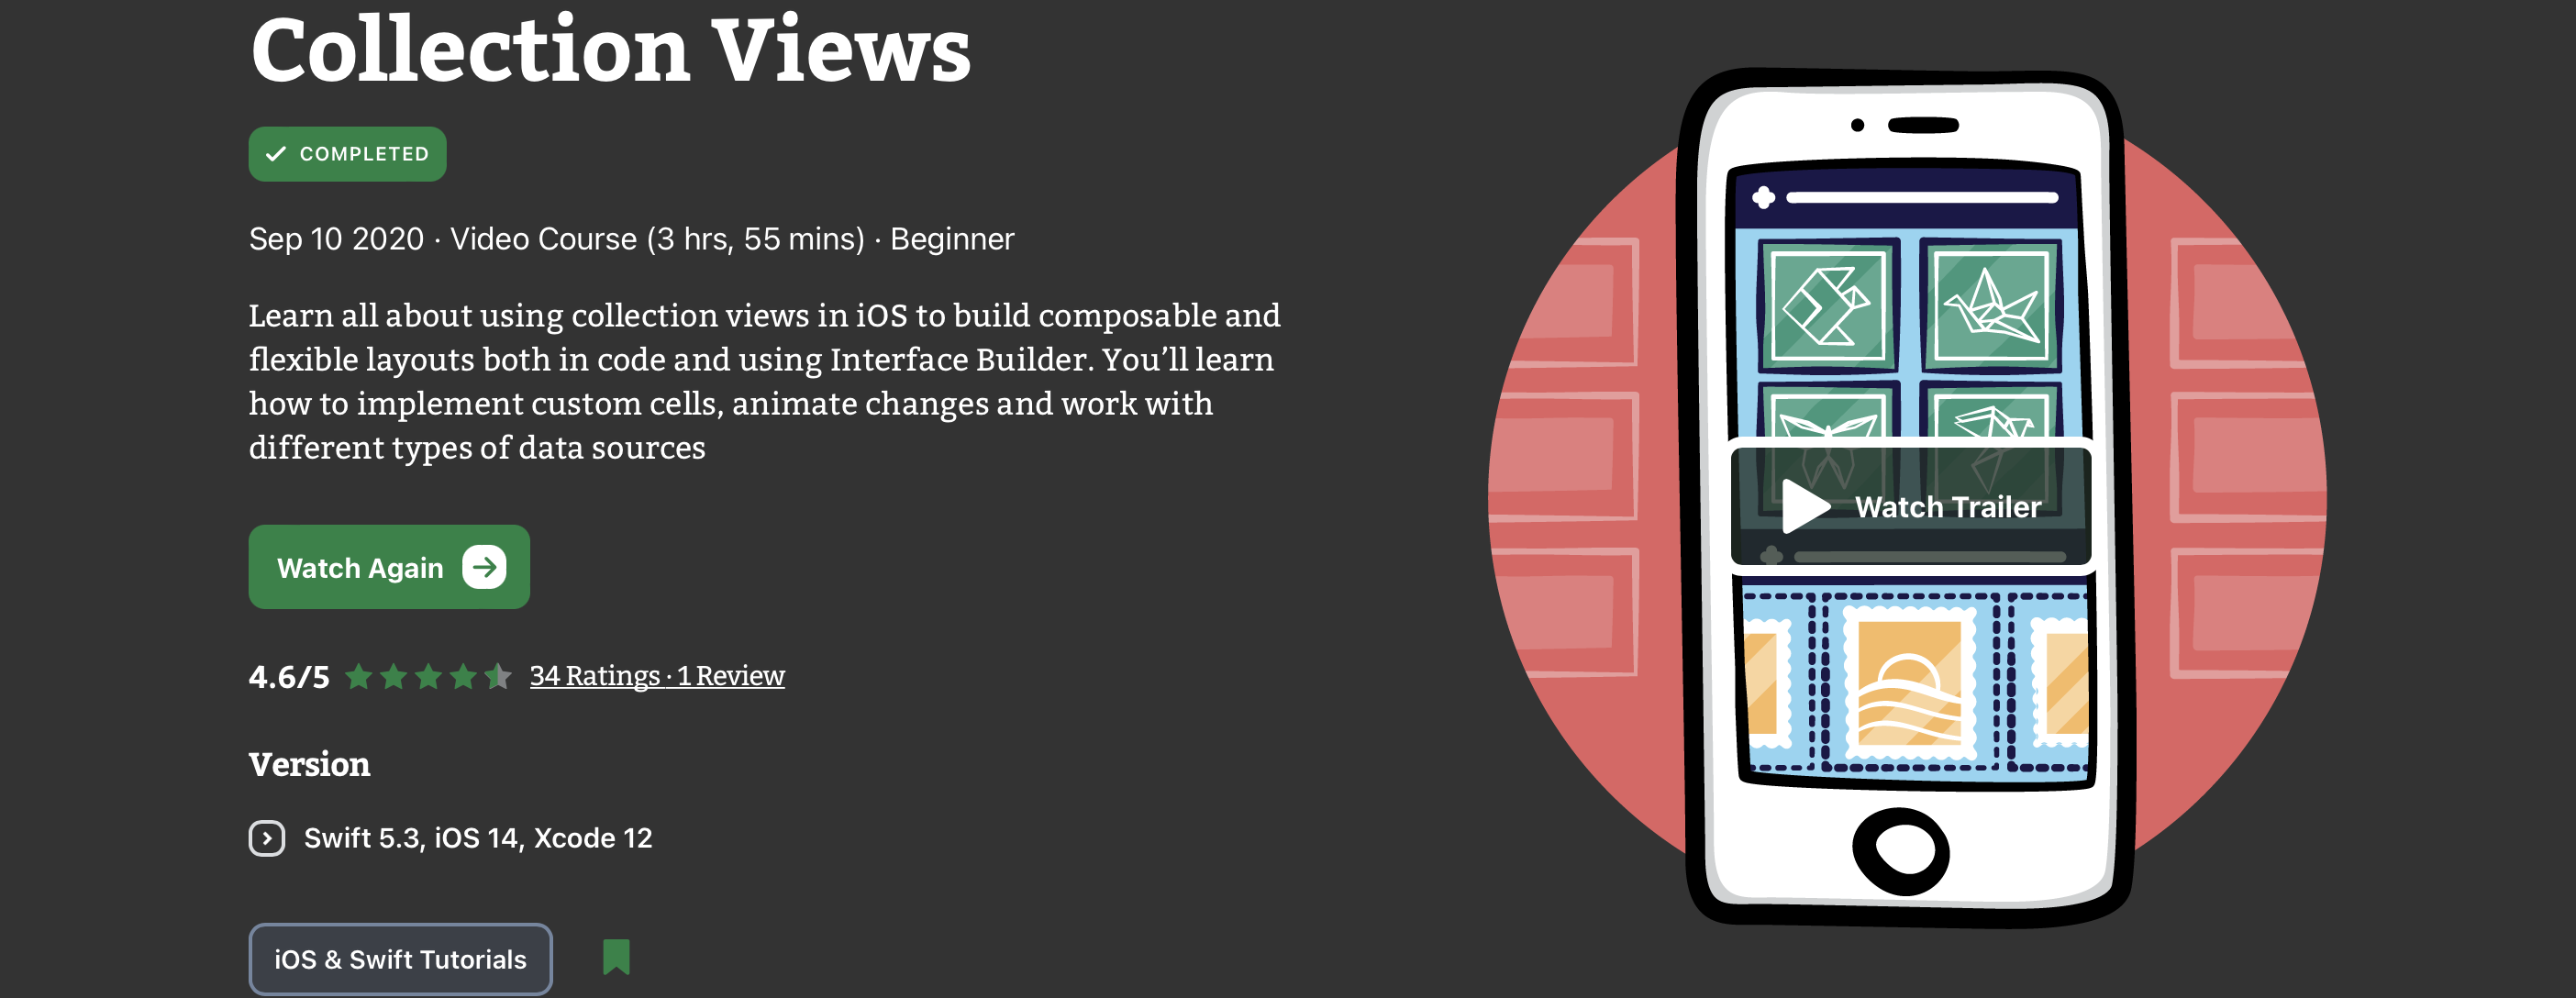 Collection Views
COMPLETED
Sep 10 2020 · Video Course (3 hrs, 55 mins) · Beginner
Learn all about using collection views in iOS to build composable and
flexible layouts both in code and using Interface Builder. You’ll learn
how to implement custom cells, animate changes and work with
different types of data sources
Watch Again
4.6/5 34 Ratings · 1 Review
Version
Swift 5.3, iOS 14, Xcode 12
iOS & Swift Tutorials
Watch Trailer